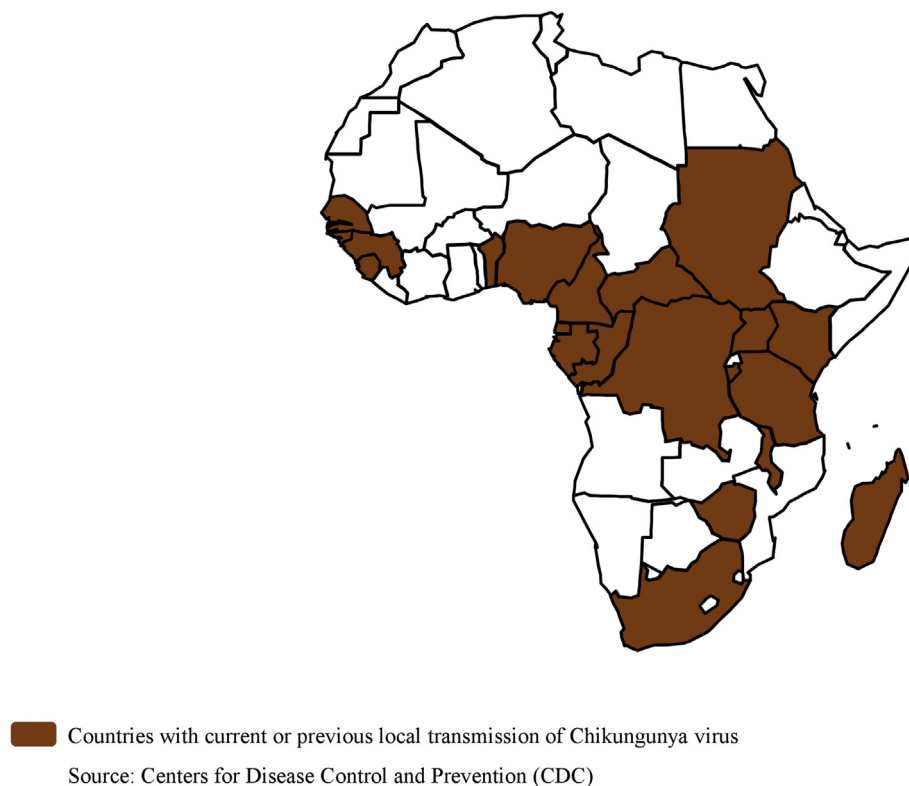 Countries with current or previous local transmission of Chikungunya virus
Source: Centers for Disease Control and Prevention (CDC)